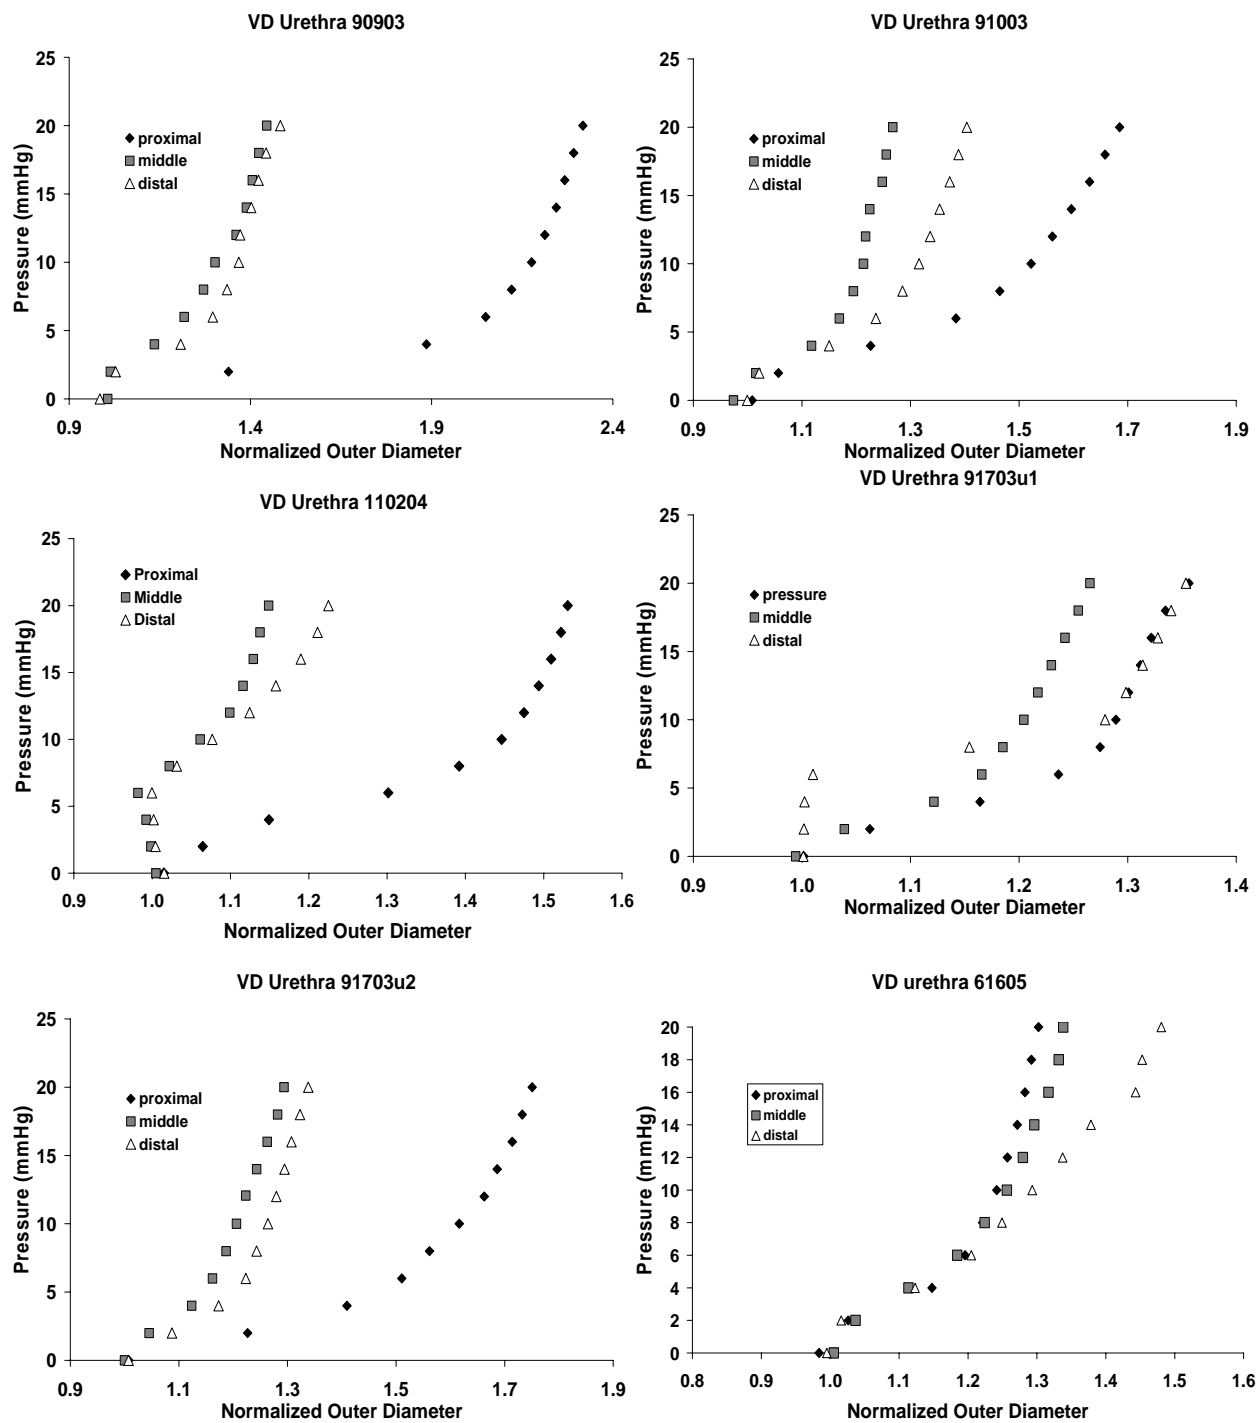 VD Urethra 90903
25
20
15
10
5
0
Pressure (mmHg)
proximal
middle
distal
0.9 1.4 1.9 2.4
Normalized Outer Diameter
VD Urethra 91003
25
20
15
10
5
0
Pressure (mmHg)
proximal
middle
distal
0.9 1.1 1.3 1.5 1.7 1.9
Normalized Outer Diameter
VD Urethra 110204
25
20
15
10
5
0
Pressure (mmHg)
Proximal
Middle
Distal
0.9 1.0 1.1 1.2 1.3 1.4 1.5 1.6
Normalized Outer Diameter
VD Urethra 91703u1
25
20
15
10
5
0
Pressure (mmHg)
pressure
middle
distal
0.9 1.0 1.1 1.2 1.3 1.4
Normalized Outer Diameter
VD Urethra 91703u2
25
20
15
10
5
0
Pressure (mmHg)
proximal
middle
distal
0.9 1.1 1.3 1.5 1.7 1.9
Normalized Outer Diameter
VD urethra 61605
20
18
16
14
12
10
8
6
4
2
0
Pressure (mmHg)
proximal
middle
distal
0.8 0.9 1.0 1.1 1.2 1.3 1.4 1.5 1.6
Normalized Outer Diameter